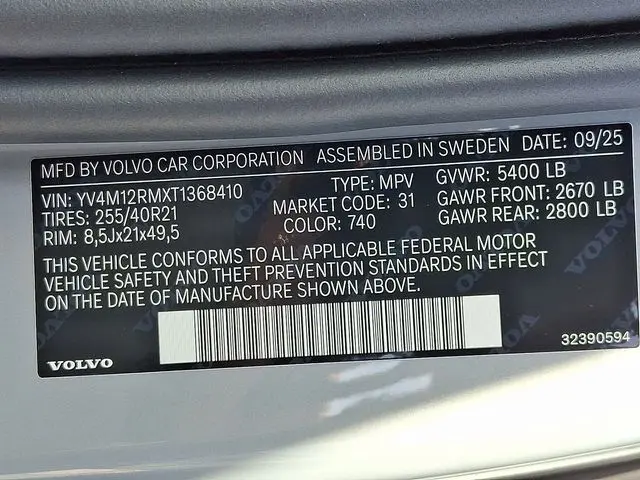 MFD BY VOLVO CAR CORPORATION ASSEMBLED IN SWEDEN DATE: 09/25
VIN: YV4M12RMXT1368410 TYPE: MPV GVWR: 5400 LB
TIRES: 255/40R21 MARKET CODE: 31 GAWR FRONT: 2670 LB
RIM: 8,5Jx21x49,5 COLOR: 740 GAWR REAR: 2800 LB
THIS VEHICLE CONFORMS TO ALL APPLICABLE FEDERAL MOTOR
VEHICLE SAFETY AND THEFT PREVENTION STANDARDS IN EFFECT
ON THE DATE OF MANUFACTURE SHOWN ABOVE.
VOLVO 32390594